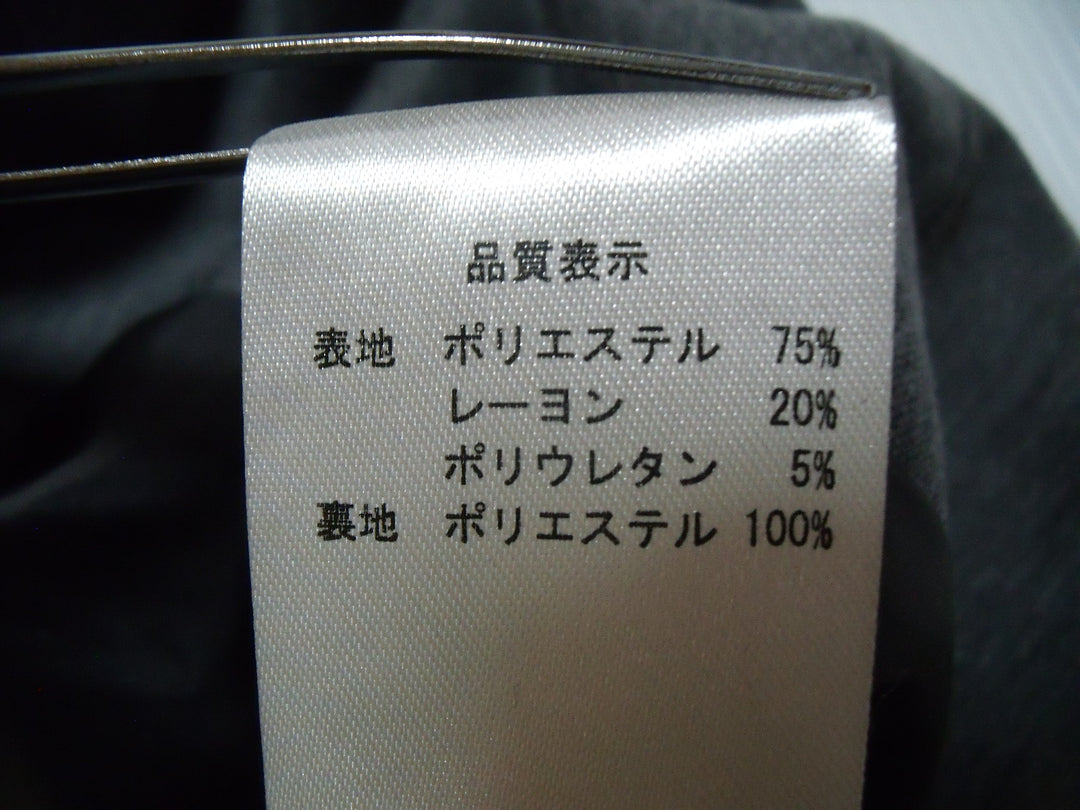 品質表示
表地 ポリエステル 75%
レーヨン 20%
ポリウレタン 5%
裏地 ポリエステル 100%